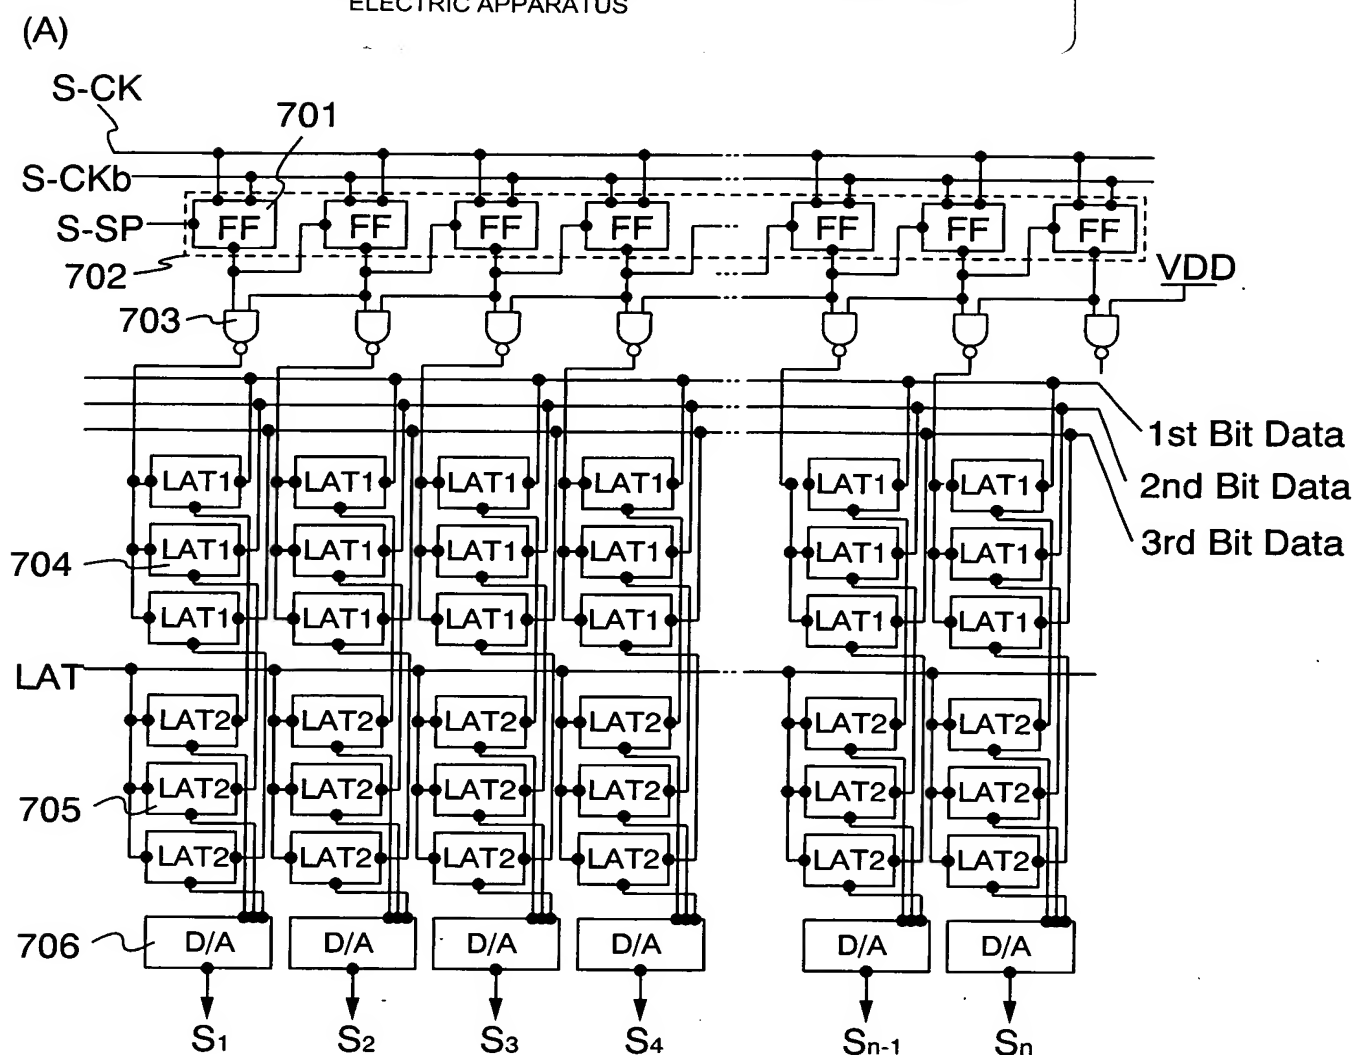 ELECTRIC APPARATUS
(A)
S-CK
701
S-CKb
S-SP
FF FF FF FF FF FF FF
702
VDD
703
1st Bit Data
2nd Bit Data
3rd Bit Data
LAT1 LAT1 LAT1 LAT1 LAT1 LAT1
704
LAT1 LAT1 LAT1 LAT1 LAT1 LAT1
LAT1 LAT1 LAT1 LAT1 LAT1 LAT1
LAT
LAT2 LAT2 LAT2 LAT2 LAT2 LAT2
705
LAT2 LAT2 LAT2 LAT2 LAT2 LAT2
LAT2 LAT2 LAT2 LAT2 LAT2 LAT2
706
D/A D/A D/A D/A D/A D/A
S1 S2 S3 S4 Sn-1 Sn